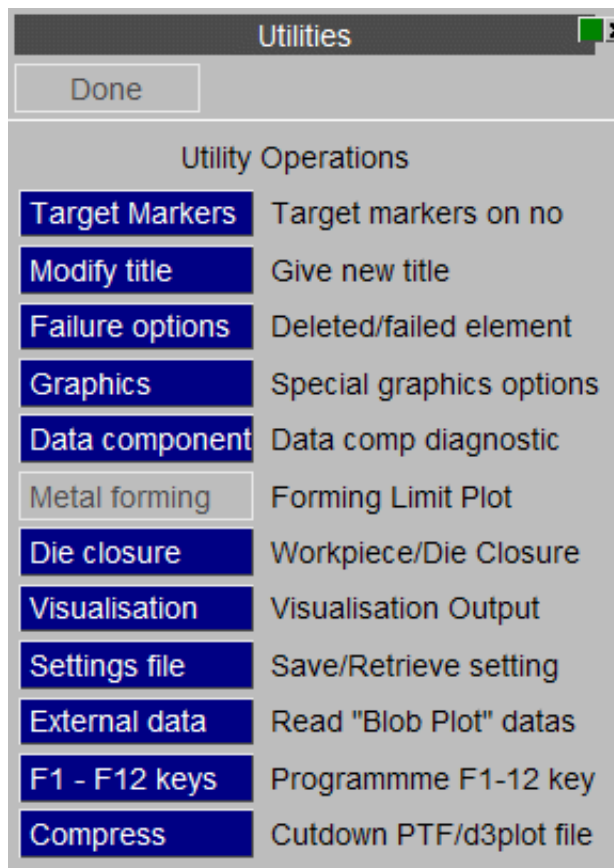 Utilities
Done
Utility Operations
Target Markers Target markers on no
Modify title Give new title
Failure options Deleted/failed element
Graphics Special graphics options
Data component Data comp diagnostic
Metal forming Forming Limit Plot
Die closure Workpiece/Die Closure
Visualisation Visualisation Output
Settings file Save/Retrieve setting
External data Read "Blob Plot" datas
F1 - F12 keys Programmme F1-12 key
Compress Cutdown PTF/d3plot file